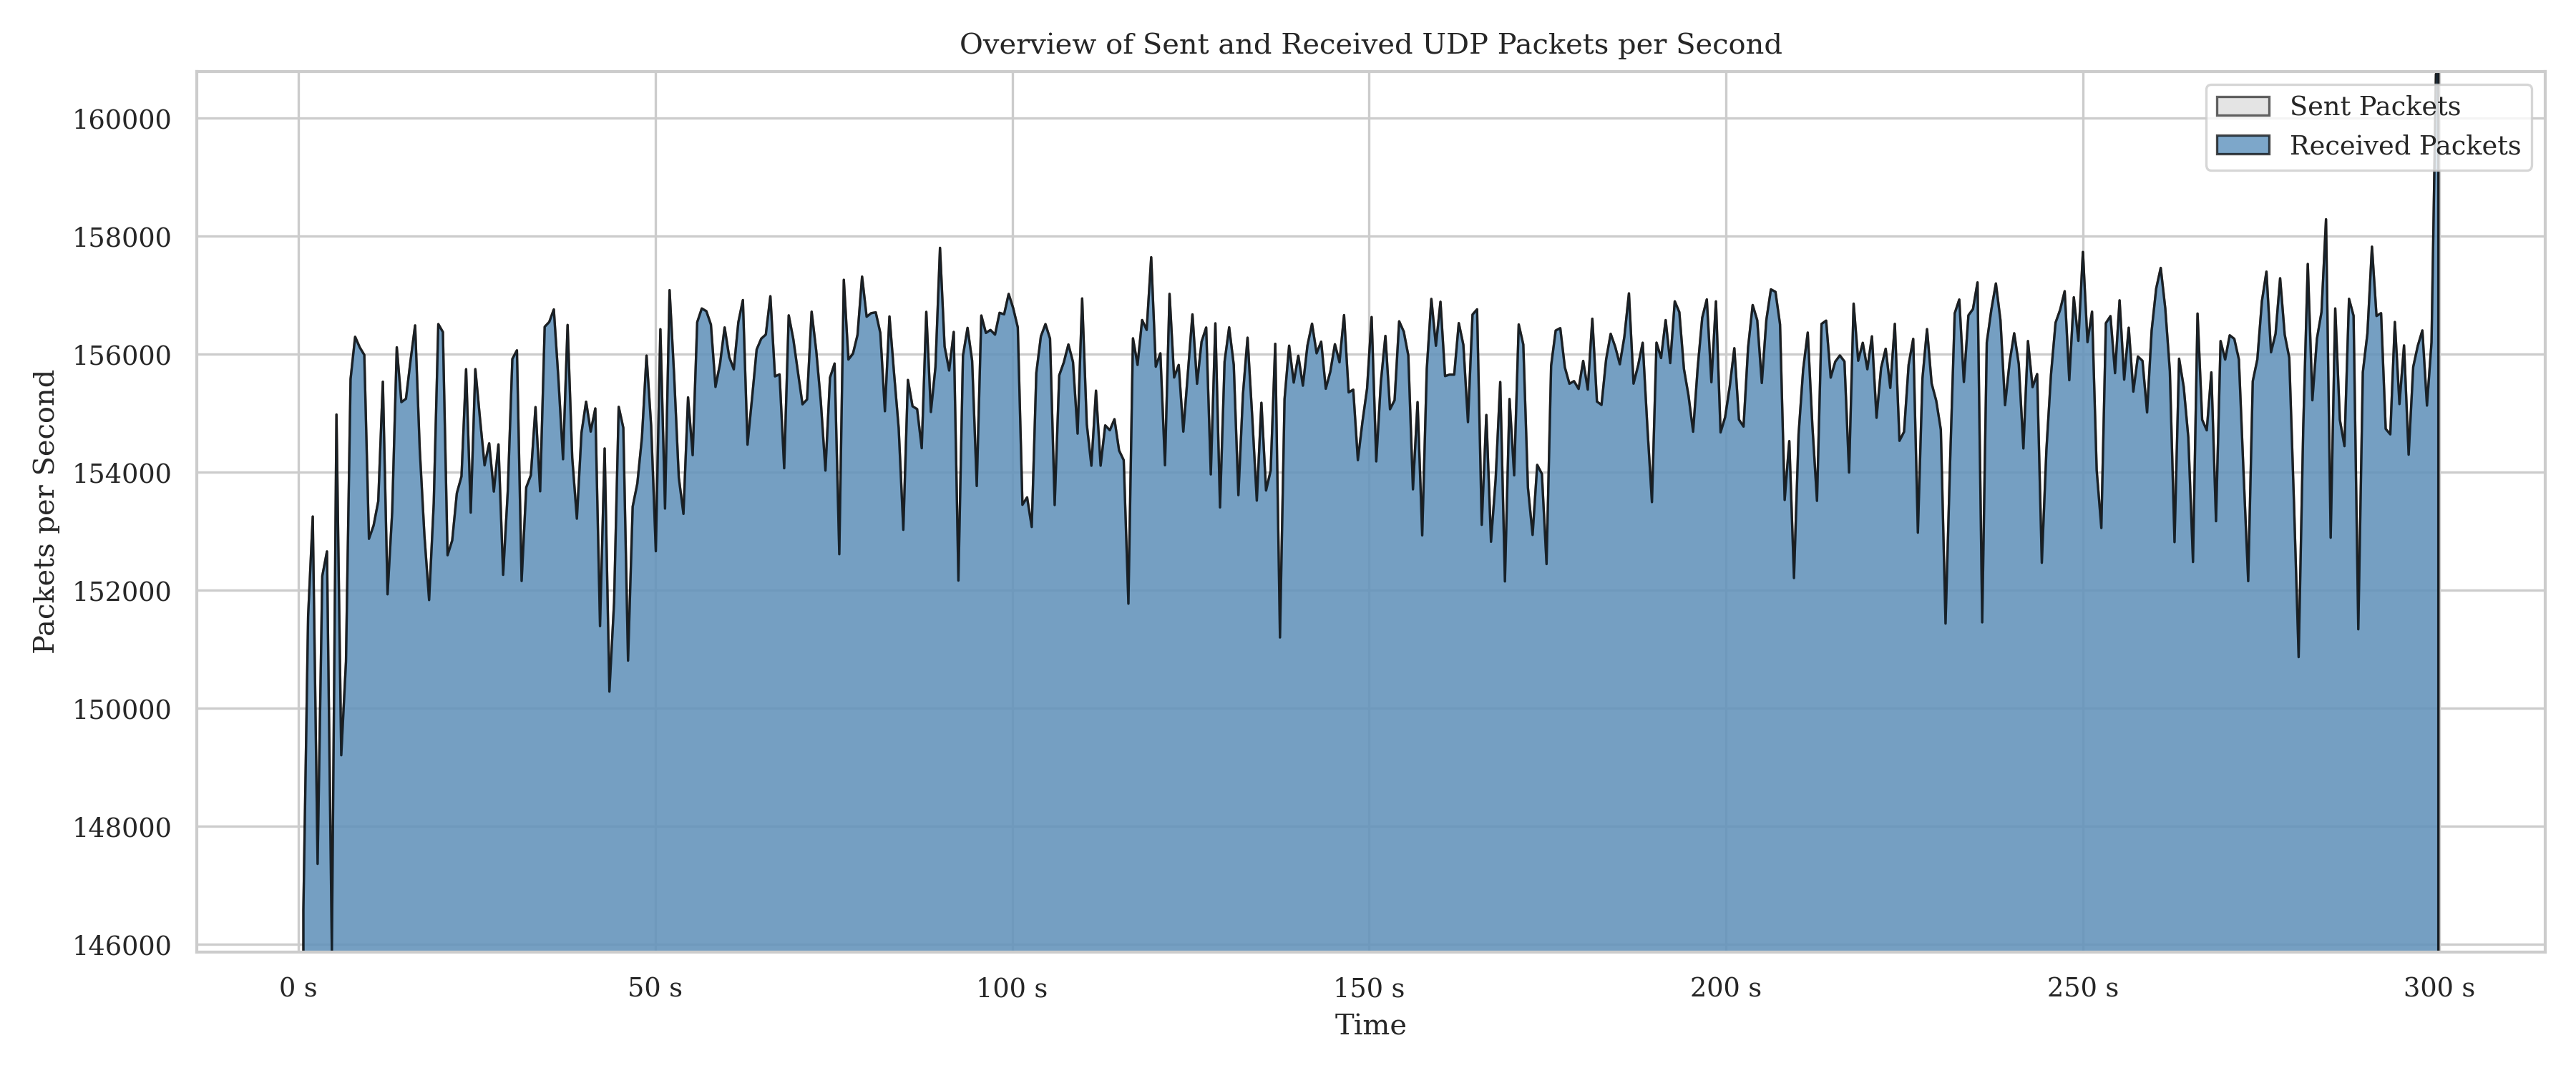 Overview of Sent and Received UDP Packets per Second
Sent Packets
Received Packets
Packets per Second
160000
158000
156000
154000
152000
150000
148000
146000
0 s
50 s
100 s
150 s
200 s
250 s
300 s
Time